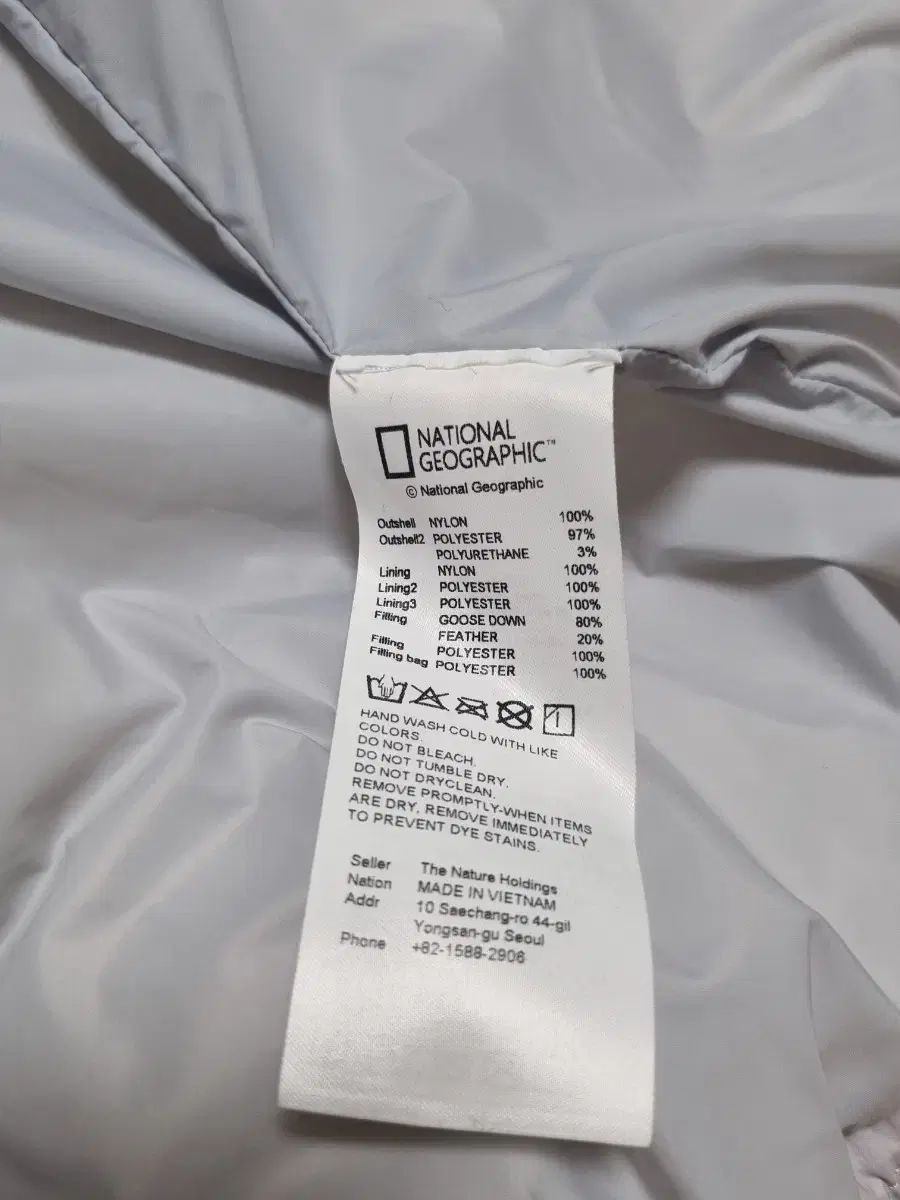 NATIONAL
GEOGRAPHIC™
© National Geographic
Outshell NYLON 100%
Outshell2 POLYESTER 97%
POLYURETHANE 3%
Lining NYLON 100%
Lining2 POLYESTER 100%
Lining3 POLYESTER 100%
Filling GOOSE DOWN 80%
FEATHER 20%
Filling POLYESTER 100%
Filling bag POLYESTER 100%
HAND WASH COLD WITH LIKE
COLORS.
DO NOT BLEACH.
DO NOT TUMBLE DRY.
DO NOT DRYCLEAN.
REMOVE PROMPTLY-WHEN ITEMS
ARE DRY, REMOVE IMMEDIATELY
TO PREVENT DYE STAINS.
Seller The Nature Holdings
Nation MADE IN VIETNAM
Addr 10 Saechang-ro 44-gil
Yongsan-gu Seoul
Phone +82-1588-2906